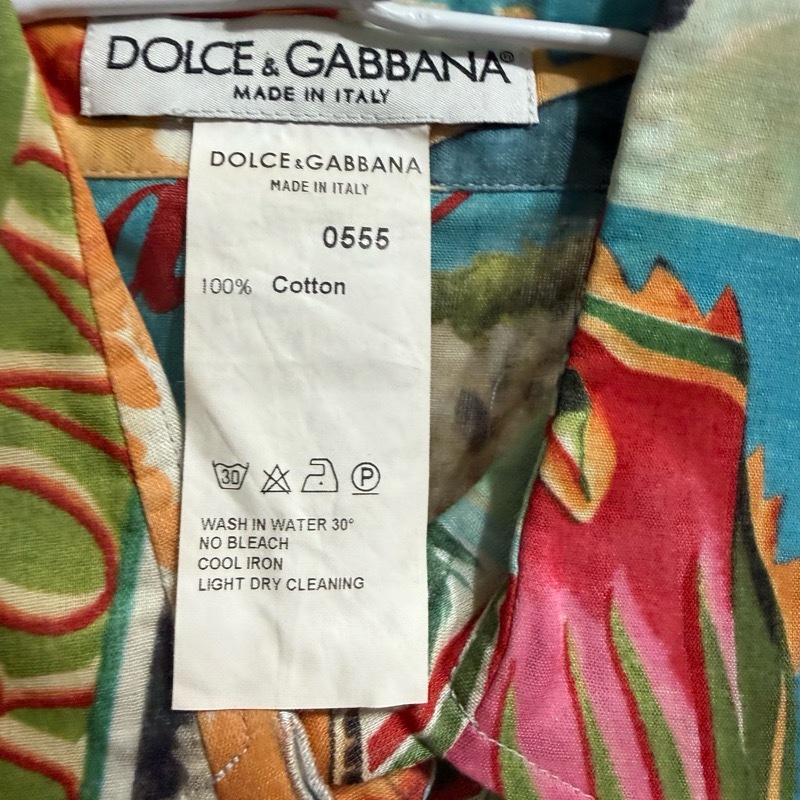 DOLCE & GABBANA®
MADE IN ITALY
DOLCE & GABBANA
MADE IN ITALY
0555
100% Cotton
30 P
WASH IN WATER 30°
NO BLEACH
COOL IRON
LIGHT DRY CLEANING